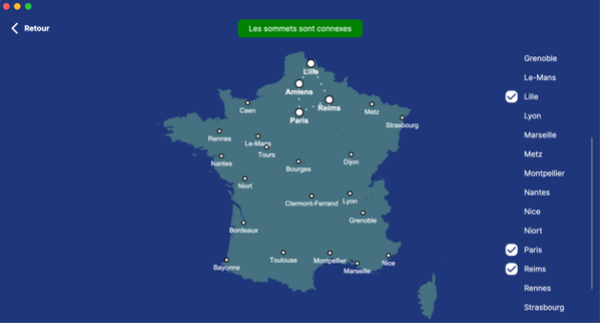 Retour
Les sommets sont connexes
Lille
Amiens
Reims
Paris
Caen
Metz
Strasbourg
Rennes
Le-Mans
Tours
Nantes
Bourges
Dijon
Niort
Clermont-Ferrand
Lyon
Grenoble
Bordeaux
Bayonne
Toulouse
Montpellier
Marseille
Nice
Grenoble
Le-Mans
Lille
Lyon
Marseille
Metz
Montpellier
Nantes
Nice
Niort
Paris
Reims
Rennes
Strasbourg